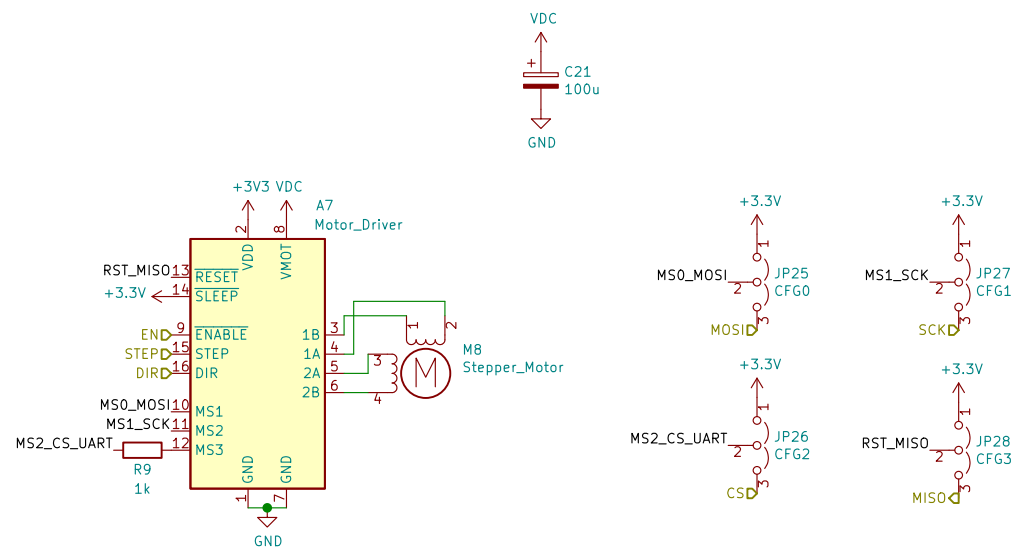 VDC
+
C21
100u
GND
+3V3 VDC
A7
Motor_Driver
2
8
VDD
VMOT
RST_MISO 13 RESET
+3.3V 14 SLEEP
EN 9 ENABLE
STEP 15 STEP
DIR 16 DIR
MS0_MOSI 10 MS1
MS1_SCK 11 MS2
MS2_CS_UART 12 MS3
R9
1k
1B 3
1A 4
2A 5
2B 6
1
2
3
4
M
M8
Stepper_Motor
GND
GND
1
7
GND
+3.3V
1
MS0_MOSI 2
JP25
CFG0
3
MOSI
+3.3V
1
MS1_SCK 2
JP27
CFG1
3
SCK
+3.3V
1
MS2_CS_UART 2
JP26
CFG2
3
CS
+3.3V
1
RST_MISO 2
JP28
CFG3
3
MISO